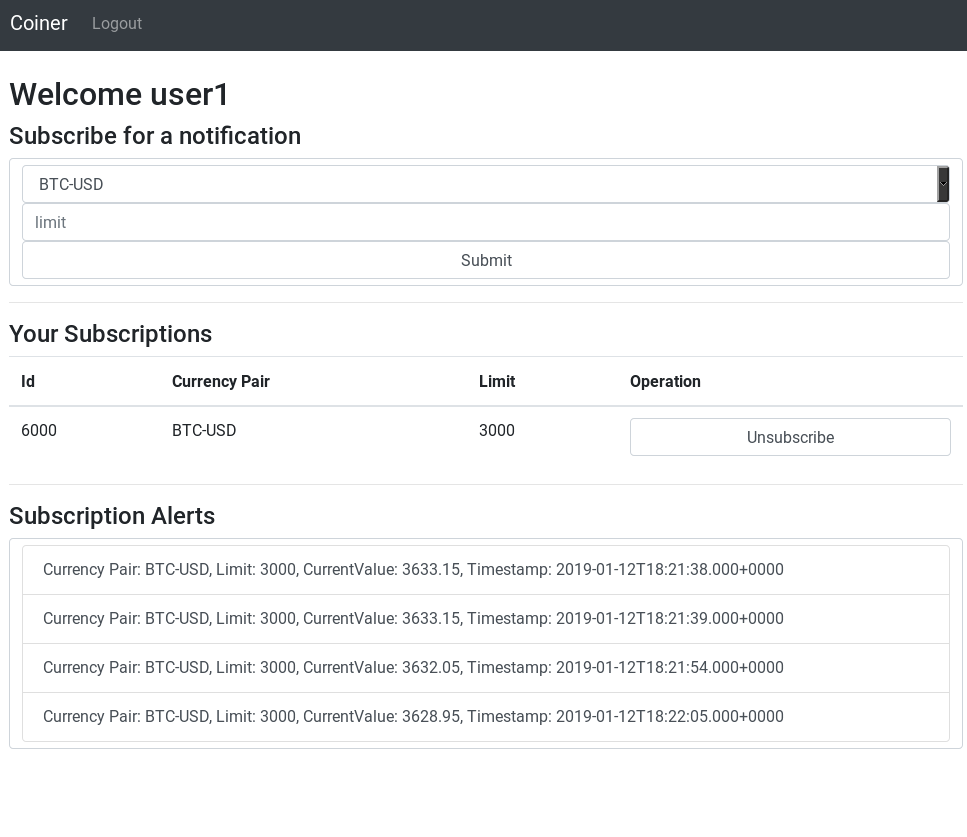 Coiner Logout
Welcome user1
Subscribe for a notification
BTC-USD
limit
Submit
Your Subscriptions
Id Currency Pair Limit Operation
6000 BTC-USD 3000 Unsubscribe
Subscription Alerts
Currency Pair: BTC-USD, Limit: 3000, CurrentValue: 3633.15, Timestamp: 2019-01-12T18:21:38.000+0000
Currency Pair: BTC-USD, Limit: 3000, CurrentValue: 3633.15, Timestamp: 2019-01-12T18:21:39.000+0000
Currency Pair: BTC-USD, Limit: 3000, CurrentValue: 3632.05, Timestamp: 2019-01-12T18:21:54.000+0000
Currency Pair: BTC-USD, Limit: 3000, CurrentValue: 3628.95, Timestamp: 2019-01-12T18:22:05.000+0000